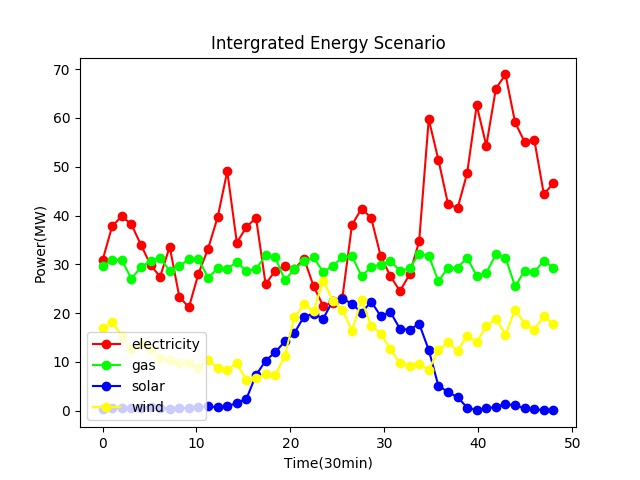 Intergrated Energy Scenario
Power(MW)
70
60
50
40
30
20
10
0
electricity
gas
solar
wind
0 10 20 30 40 50
Time(30min)